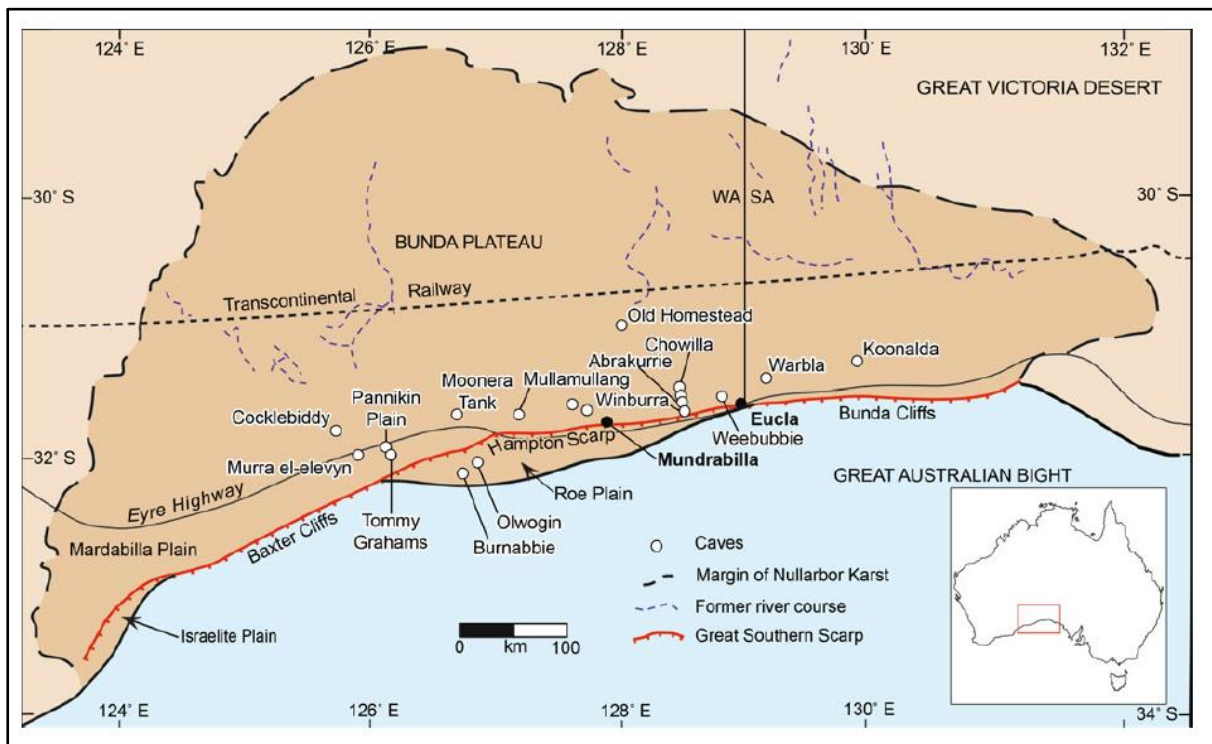 124° E
126° E
128° E
130° E
132° E
GREAT VICTORIA DESERT
30° S
30° S
WA SA
BUNDA PLATEAU
Transcontinental Railway
Old Homestead
Chowilla
Abrakurrie
Warbla
Koonalda
Moonera
Tank
Mullamullang
Winburra
Pannikin
Plain
Cocklebiddy
Eucla
Bunda Cliffs
Weebubbie
Hampton Scarp
Mundrabilla
32° S
32° S
Murra el-elevyn
GREAT AUSTRALIAN BIGHT
Roe Plain
Eyre Highway
Tommy
Grahams
Olwogin
Burnabbie
Baxter Cliffs
Mardabilla Plain
Israelite Plain
Caves
Margin of Nullarbor Karst
Former river course
Great Southern Scarp
0 km 100
124° E
126° E
128° E
130° E
34° S